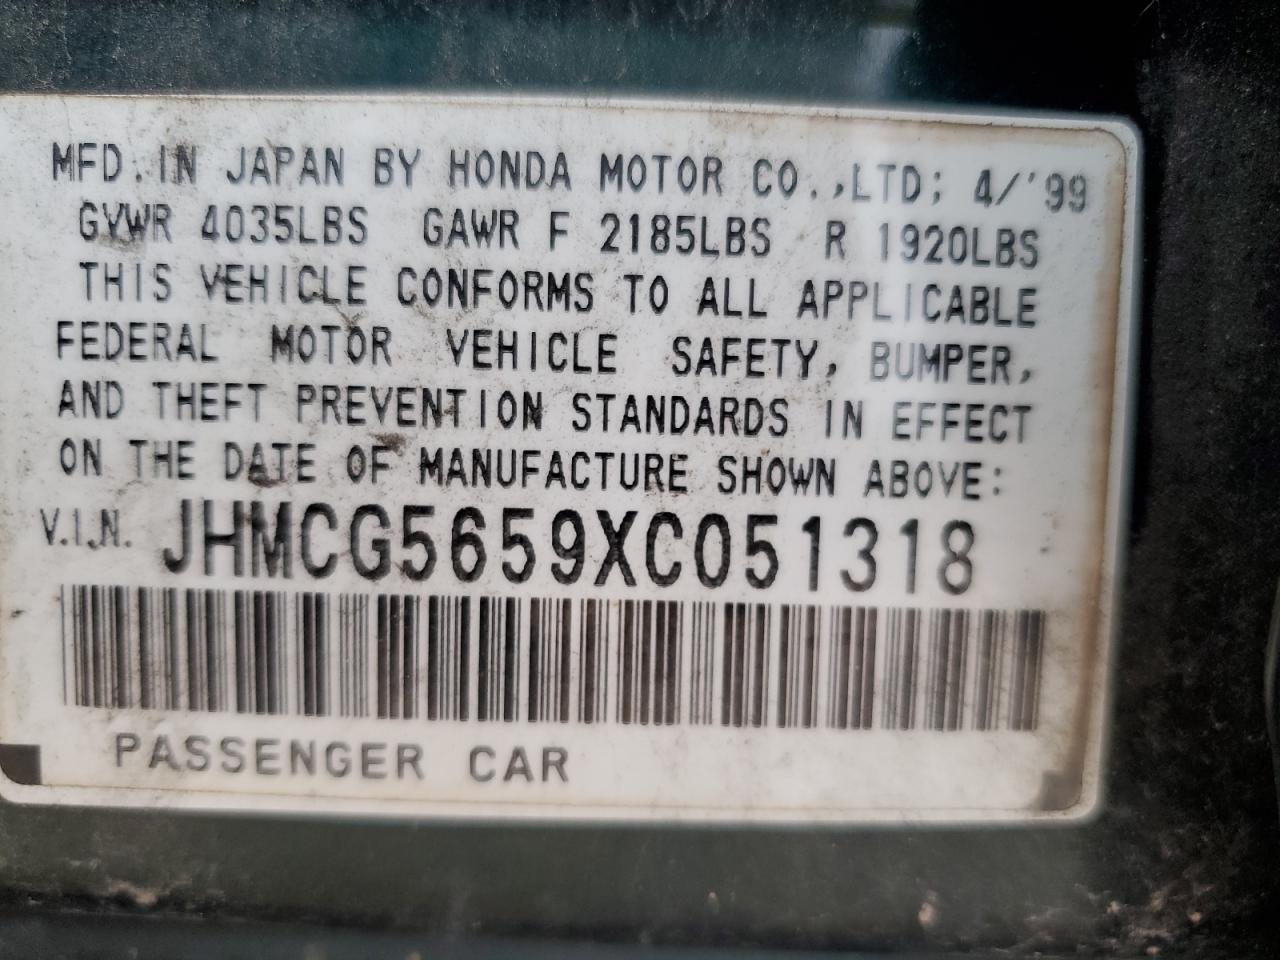 MFD. IN JAPAN BY HONDA MOTOR CO.,LTD; 4/'99
GVWR 4035LBS GAWR F 2185LBS R 1920LBS
THIS VEHICLE CONFORMS TO ALL APPLICABLE
FEDERAL MOTOR VEHICLE SAFETY, BUMPER,
AND THEFT PREVENTION STANDARDS IN EFFECT
ON THE DATE OF MANUFACTURE SHOWN ABOVE:
V.I.N. JHMCG5659XC051318
PASSENGER CAR